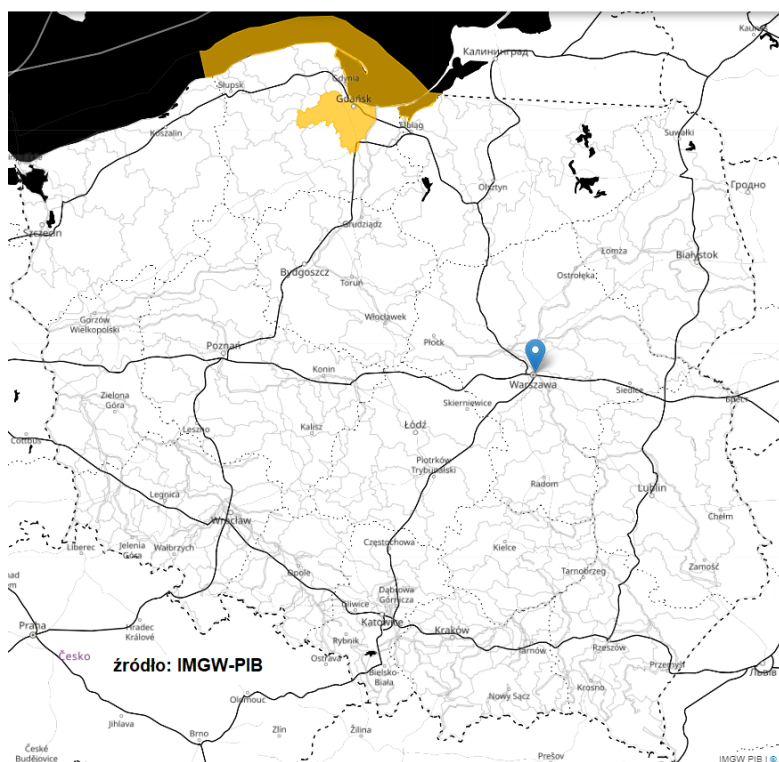 Kauнa
Калининград
Słupsk
Gdynia
Gdańsk
Elbląg
Koszalin
Suwałki
Гродно
Olsztyn
Szczecin
Grudziądz
Łomża
Białystok
Bydgoszcz
Ostrołęka
Toruń
Gorzów
Wielkopolski
Włocławek
Płock
Poznań
Konin
Warszawa
Siedlce
Брест
Zielona
Góra
Skierniewice
Leszno
Kalisz
Łódź
Cottbus
Piotrków
Trybunalski
Radom
Lublin
Legnica
Wrocław
Chełm
Liberec
Jelenia
Góra
Wałbrzych
Częstochowa
Kielce
Opole
Tarnobrzeg
Zamość
Dąbrowa
Górnicza
Gliwice
Katowice
Praha
Hradec
Králové
Rybnik
Kraków
Tarnów
Rzeszów
Česko
źródło: IMGW-PIB
Ostrava
Bielsko-
Biała
Przemyśl
Львів
Nowy Sącz
Krosno
Olomouc
Jihlava
Brno
Zlín
Žilina
České
Budějovice
Prešov
IMGW PIB | ©